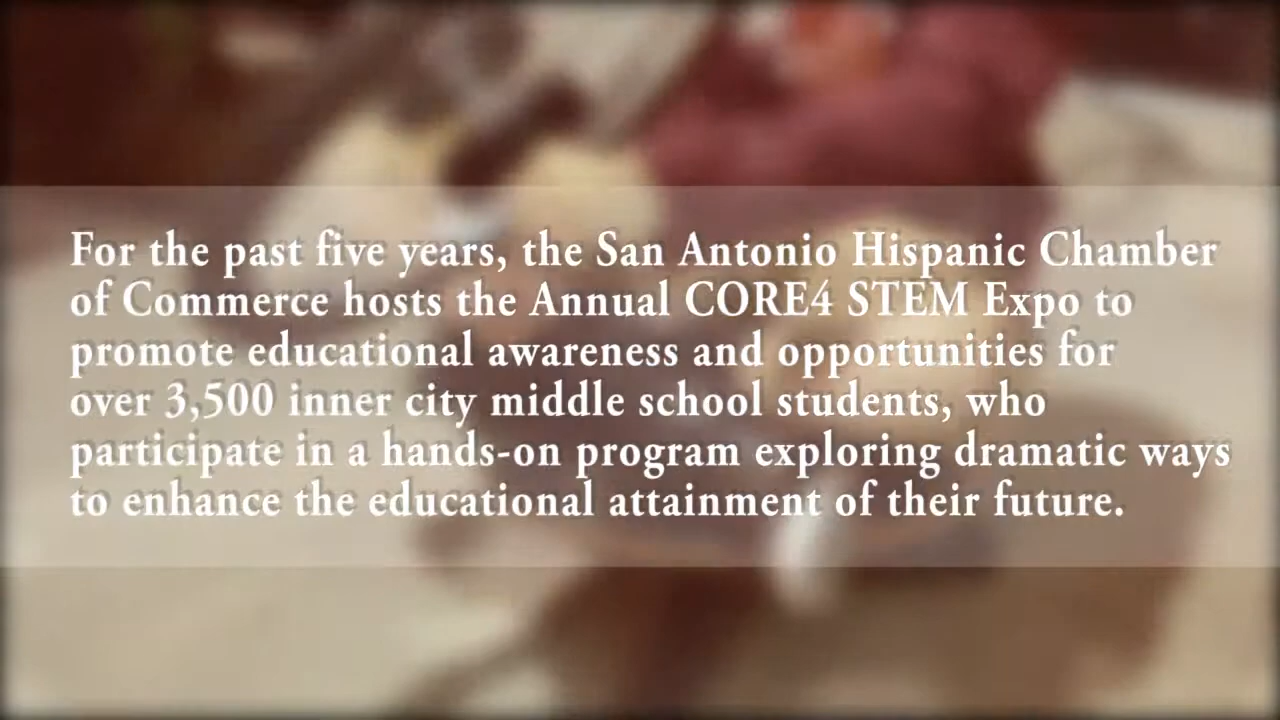 For the past five years, the San Antonio Hispanic Chamber
of Commerce hosts the Annual CORE4 STEM Expo to
promote educational awareness and opportunities for
over 3,500 inner city middle school students, who
participate in a hands-on program exploring dramatic ways
to enhance the educational attainment of their future.